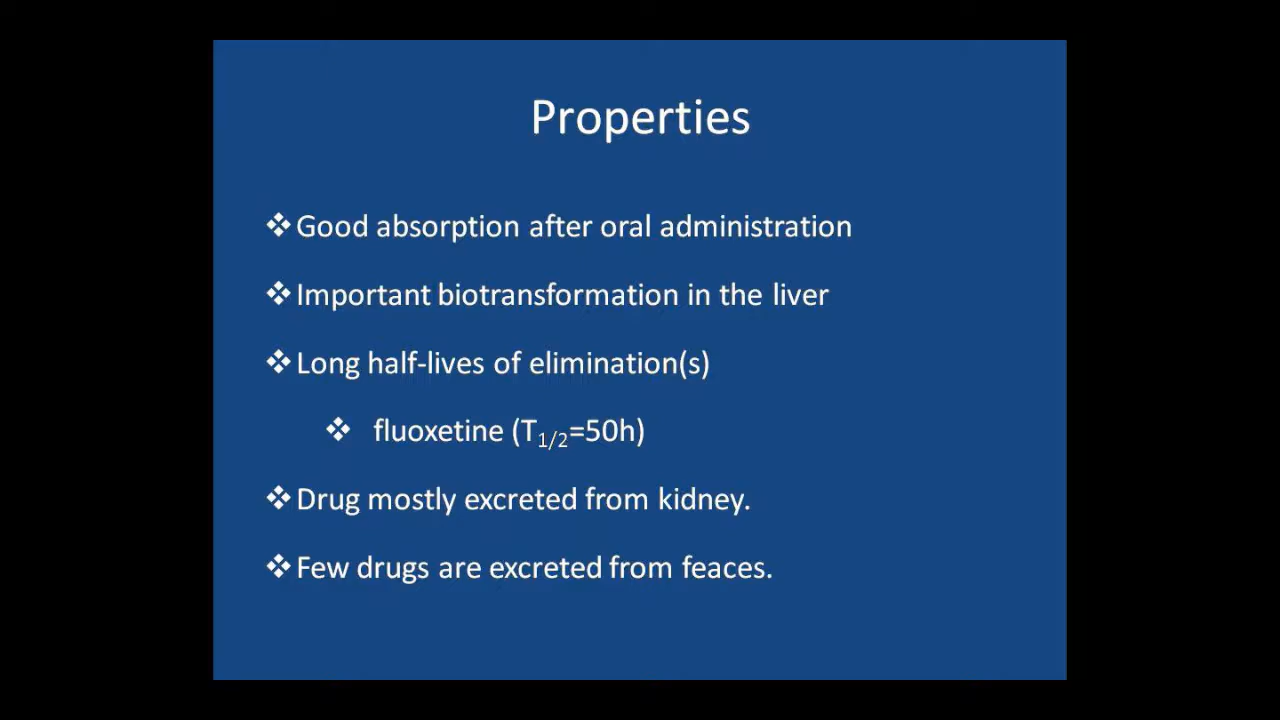 Properties
❖ Good absorption after oral administration
❖ Important biotransformation in the liver
❖ Long half-lives of elimination(s)
❖ fluoxetine (T1/2=50h)
❖ Drug mostly excreted from kidney.
❖ Few drugs are excreted from feaces.